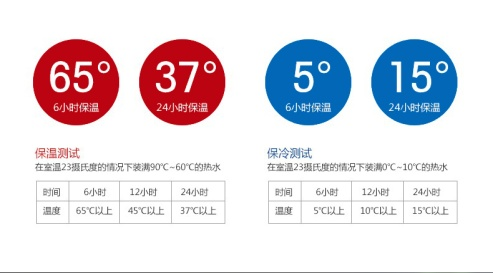 65° 37° 5° 15°
6小时保温 24小时保温 6小时保温 24小时保温
保温测试
在室温23摄氏度的情况下装满90℃~60℃的热水
时间 6小时 12小时 24小时
温度 65℃以上 45℃以上 37℃以上
保冷测试
在室温23摄氏度的情况下装满0℃~10℃的热水
时间 6小时 12小时 24小时
温度 5℃以上 10℃以上 15℃以上